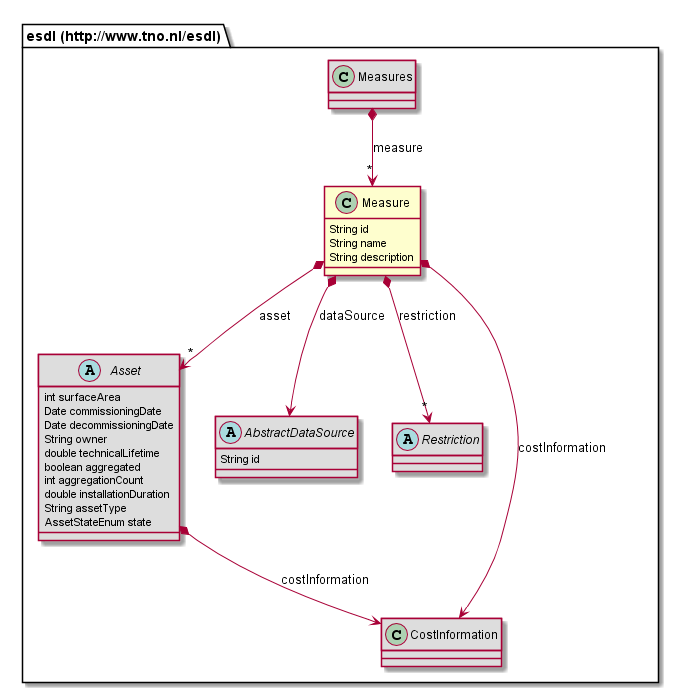 esdl (http://www.tno.nl/esdl)
C Measures
measure
*
C Measure
String id
String name
String description
asset
dataSource
restriction
*
A Asset
int surfaceArea
Date commissioningDate
Date decommissioningDate
String owner
double technicalLifetime
boolean aggregated
int aggregationCount
double installationDuration
String assetType
AssetStateEnum state
*
A AbstractDataSource
String id
A Restriction
costInformation
costInformation
C CostInformation